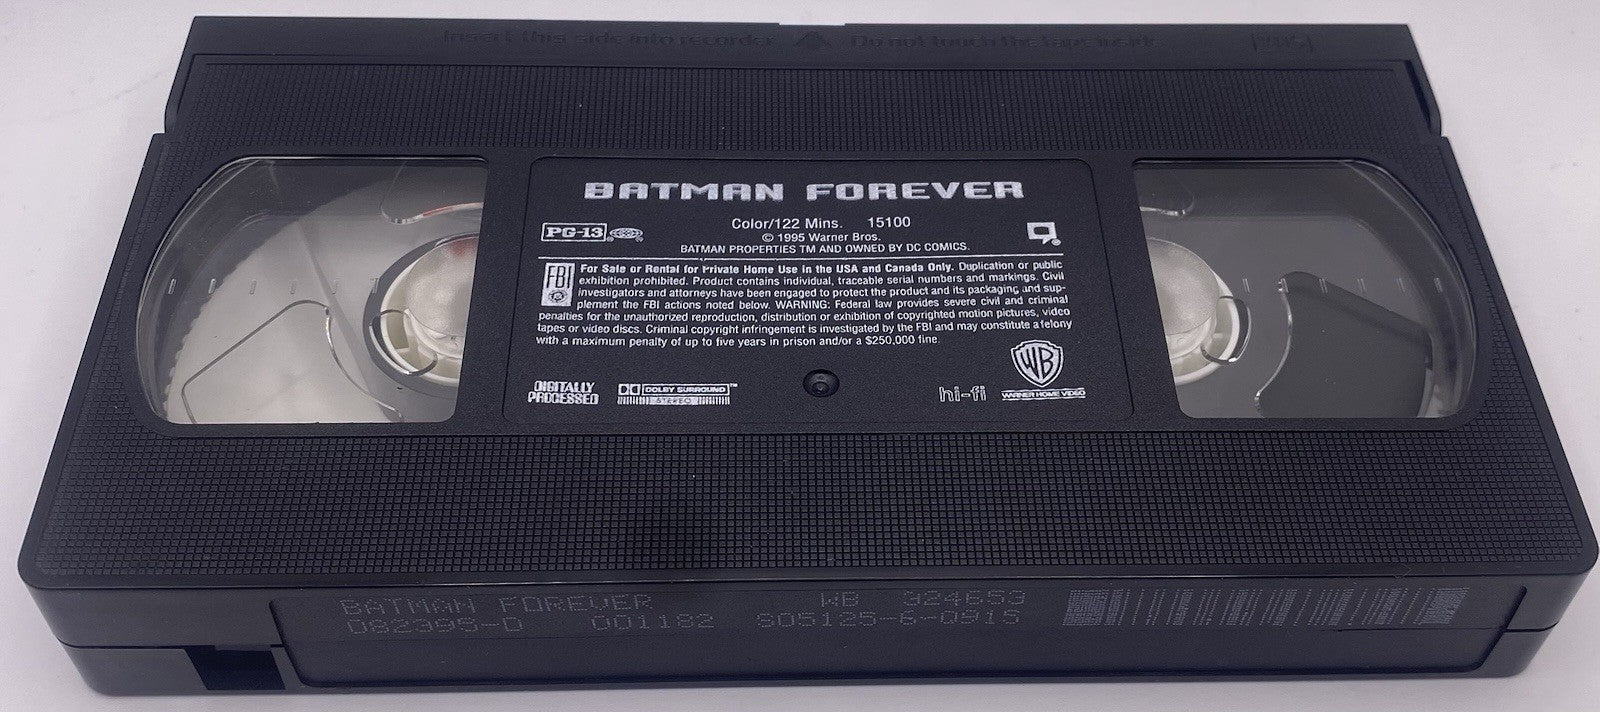 Insert this side into recorder Do not touch the tape inside VHS
BATMAN FOREVER
Color/122 Mins. 15100
PG-13 ® © 1995 Warner Bros.
BATMAN PROPERTIES TM AND OWNED BY DC COMICS.
FBI For Sale or Rental for Private Home Use in the USA and Canada Only. Duplication or public
exhibition prohibited. Product contains individual, traceable serial numbers and markings. Civil
investigators and attorneys have been engaged to protect the product and its packaging and sup-
plement the FBI actions noted below. WARNING: Federal law provides severe civil and criminal
penalties for the unauthorized reproduction, distribution or exhibition of copyrighted motion pictures, video
tapes or video discs. Criminal copyright infringement is investigated by the FBI and may constitute a felony
with a maximum penalty of up to five years in prison and/or a $250,000 fine.
DIGITALLY PROCESSED DOLBY SURROUND™ STEREO hi-fi WB WARNER HOME VIDEO
BATMAN FOREVER WB 924653
082395-D 001182 805125-6-0915